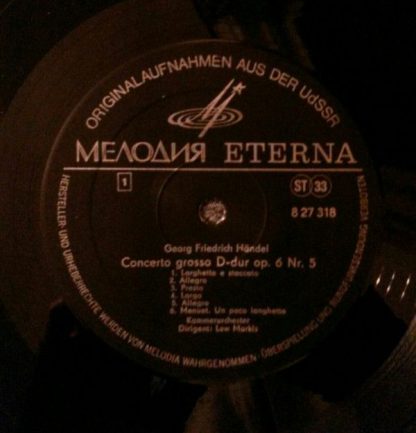 ORIGINALAUFNAHMEN AUS DER UdSSR
МЕЛОДИЯ ETERNA
1
ST 33
8 27 318
Georg Friedrich Händel
Concerto grosso D-dur op. 6 Nr. 5
1. Larghetto e staccato
2. Allegro
3. Presto
4. Largo
5. Allegro
6. Menuet. Un poco larghetto
Kammerorchester
Dirigent: Lew Markis
HERSTELLER- UND URHEBERRECHTE WERDEN VON MELODIA WAHRGENOMMEN · ÜBERSPIELUNG UND